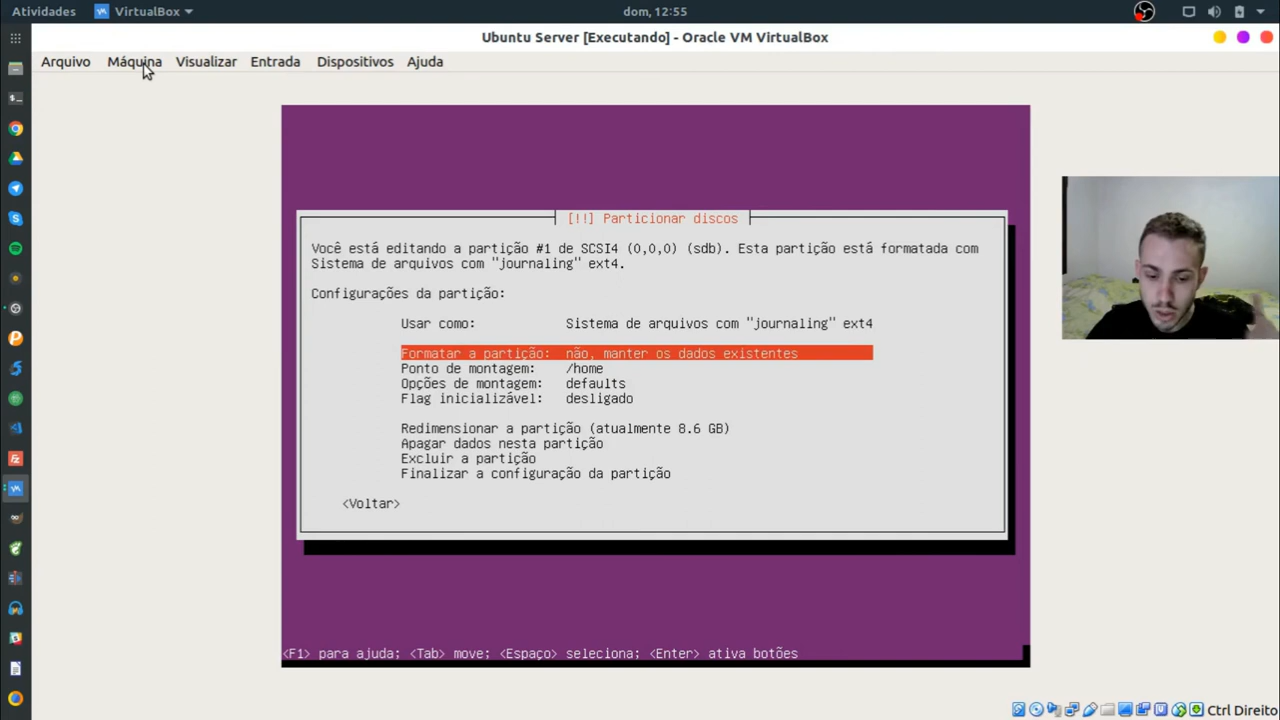 Atividades
VirtualBox
dom, 12:55
Ubuntu Server [Executando] - Oracle VM VirtualBox
Arquivo Máquina Visualizar Entrada Dispositivos Ajuda
[!!] Particionar discos
Você está editando a partição #1 de SCSI4 (0,0,0) (sdb). Esta partição está formatada com
Sistema de arquivos com "journaling" ext4.
Configurações da partição:
Usar como: Sistema de arquivos com "journaling" ext4
Formatar a partição: não, manter os dados existentes
Ponto de montagem: /home
Opções de montagem: defaults
Flag inicializável: desligado
Redimensionar a partição (atualmente 8.6 GB)
Apagar dados nesta partição
Excluir a partição
Finalizar a configuração da partição
<Voltar>
<F1> para ajuda; <Tab> move; <Espaço> seleciona; <Enter> ativa botões
Ctrl Direito